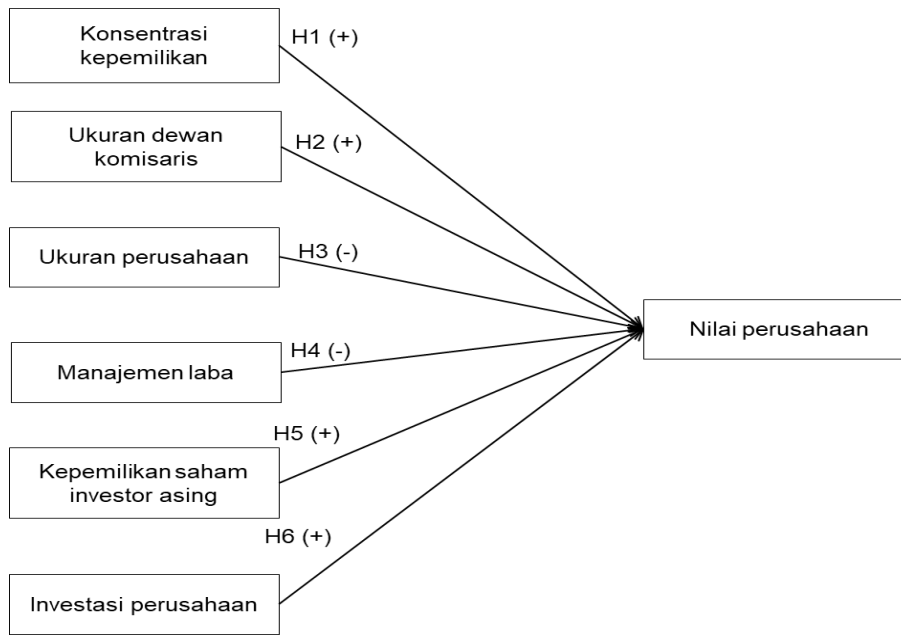 Konsentrasi
kepemilikan
H1 (+)
Ukuran dewan
komisaris
H2 (+)
Ukuran perusahaan
H3 (-)
Nilai perusahaan
Manajemen laba
H4 (-)
H5 (+)
Kepemilikan saham
investor asing
H6 (+)
Investasi perusahaan